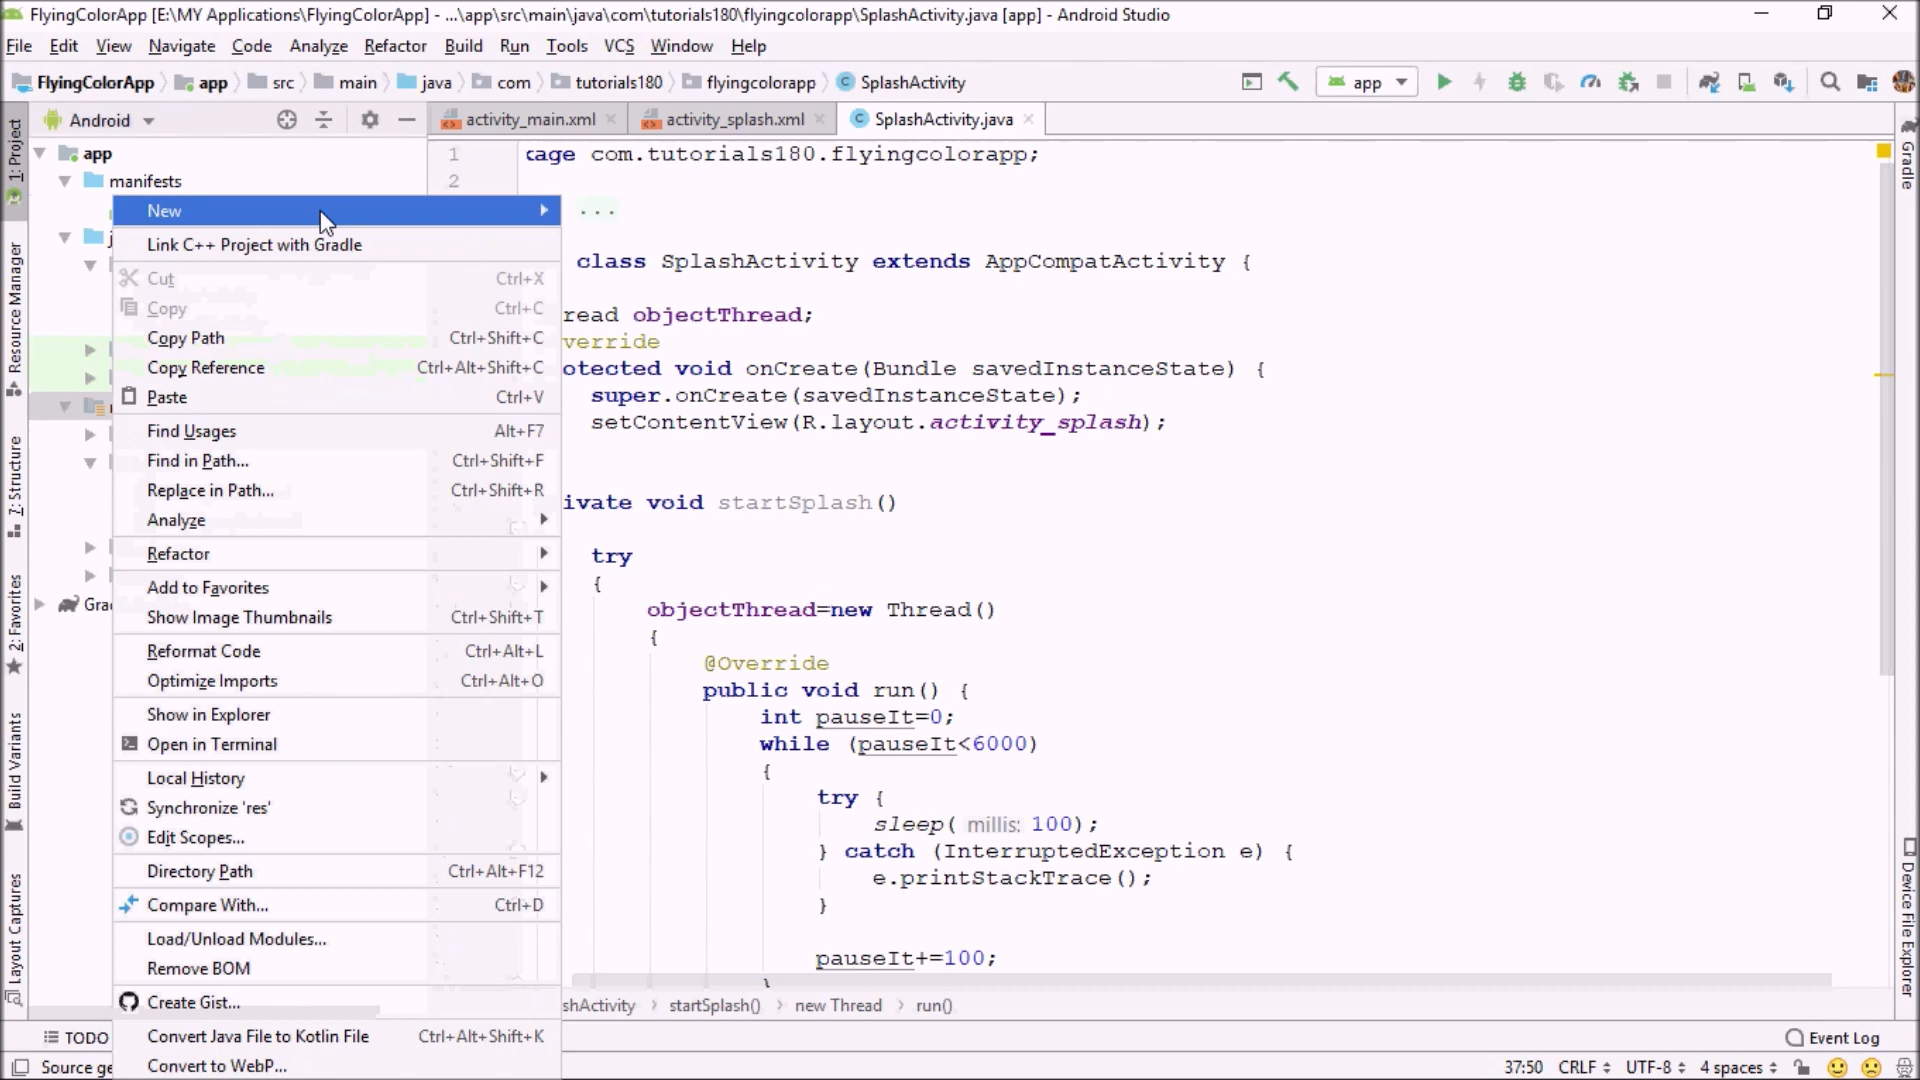 FlyingColorApp [E:\MY Applications\FlyingColorApp] - ...\app\src\main\java\com\tutorials180\flyingcolorapp\SplashActivity.java [app] - Android Studio
File Edit View Navigate Code Analyze Refactor Build Run Tools VCS Window Help
FlyingColorApp app src main java com tutorials180 flyingcolorapp SplashActivity app
Android activity_main.xml activity_splash.xml SplashActivity.java
1: Project
Resource Manager
7: Structure
2: Favorites
Build Variants
Layout Captures
app
manifests
New
Link C++ Project with Gradle
Cut Ctrl+X
Copy Ctrl+C
Copy Path Ctrl+Shift+C
Copy Reference Ctrl+Alt+Shift+C
Paste Ctrl+V
Find Usages Alt+F7
Find in Path... Ctrl+Shift+F
Replace in Path... Ctrl+Shift+R
Analyze
Refactor
Add to Favorites
Show Image Thumbnails Ctrl+Shift+T
Reformat Code Ctrl+Alt+L
Optimize Imports Ctrl+Alt+O
Show in Explorer
Open in Terminal
Local History
Synchronize 'res'
Edit Scopes...
Directory Path Ctrl+Alt+F12
Compare With... Ctrl+D
Load/Unload Modules...
Remove BOM
Create Gist...
Convert Java File to Kotlin File Ctrl+Alt+Shift+K
Convert to WebP...
Gra
1 kage com.tutorials180.flyingcolorapp;
2
...
class SplashActivity extends AppCompatActivity {
read objectThread;
verride
otected void onCreate(Bundle savedInstanceState) {
super.onCreate(savedInstanceState);
setContentView(R.layout.activity_splash);
ivate void startSplash()
try
{
objectThread=new Thread()
{
@Override
public void run() {
int pauseIt=0;
while (pauseIt<6000)
{
try {
sleep( millis: 100);
} catch (InterruptedException e) {
e.printStackTrace();
}
pauseIt+=100;
}
shActivity startSplash() new Thread run()
Gradle
Device File Explorer
TODO Event Log
Source ge 37:50 CRLF UTF-8 4 spaces